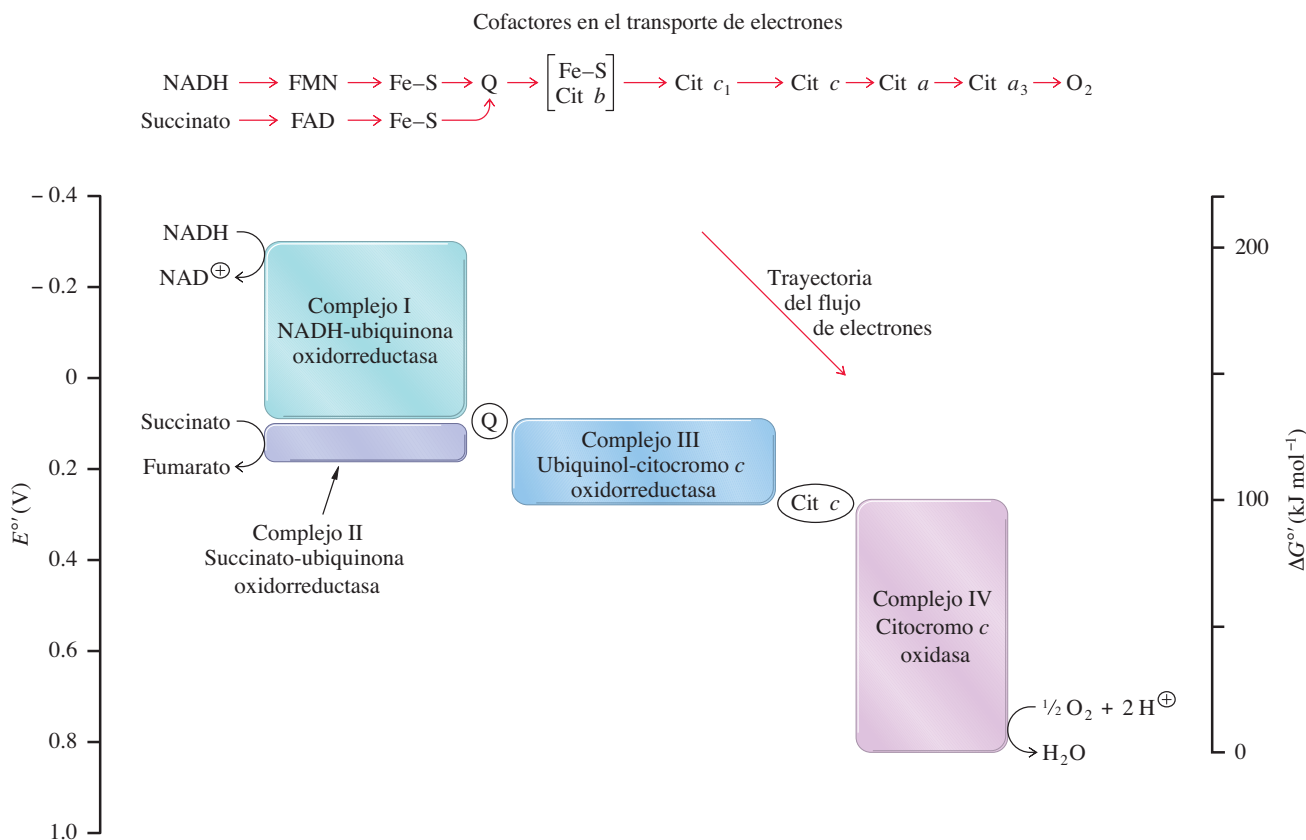 Cofactores en el transporte de electrones
NADH → FMN → Fe–S → Q → [Fe–S Cit b] → Cit c₁ → Cit c → Cit a → Cit a₃ → O₂
Succinato → FAD → Fe–S
– 0.4
– 0.2
0
0.2
0.4
0.6
0.8
1.0
E°′ (V)
NADH
NAD⊕
Complejo I
NADH-ubiquinona
oxidorreductasa
Succinato
Fumarato
Complejo II
Succinato-ubiquinona
oxidorreductasa
Q
Complejo III
Ubiquinol-citocromo c
oxidorreductasa
Cit c
Trayectoria
del flujo
de electrones
Complejo IV
Citocromo c
oxidasa
½ O₂ + 2 H⊕
H₂O
200
100
0
ΔG°′ (kJ mol⁻¹)